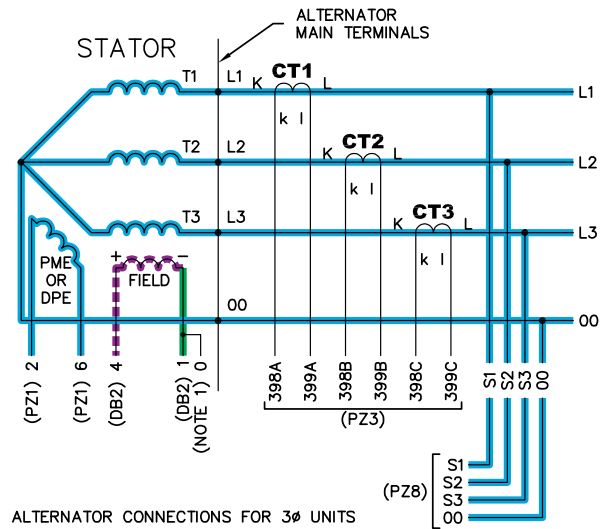 ALTERNATOR
MAIN TERMINALS
STATOR
T1 L1 K CT1 L L1
k l
T2 L2 K CT2 L L2
k l
T3 L3 K CT3 L L3
k l
PME
OR
DPE
+ −
FIELD
00 00
(PZ1) 2
(PZ1) 6
(DB2) 4
(DB2) 1
(NOTE 1) 0
398A
399A
398B
399B
398C
399C
(PZ3)
S1
S2
S3
00
(PZ8)
S1
S2
S3
00
ALTERNATOR CONNECTIONS FOR 3ø UNITS